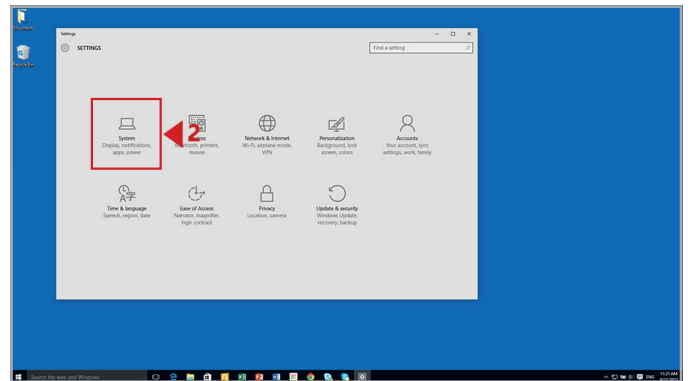 Documents
Recycle Bin
Settings
SETTINGS
Find a setting
2
System
Display, notifications,
apps, power
printers,
mouse
Network & Internet
Wi-Fi, airplane mode,
VPN
Personalization
Background, lock
screen, colors
Accounts
Your account, sync
settings, work, family
Time & language
Speech, region, date
Ease of Access
Narrator, magnifier,
high contrast
Privacy
Location, camera
Update & security
Windows Update,
recovery, backup
Search the web and Windows
ENG
11:31 AM